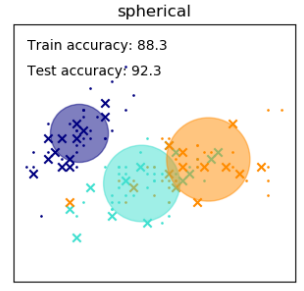 spherical
Train accuracy: 88.3
Test accuracy: 92.3